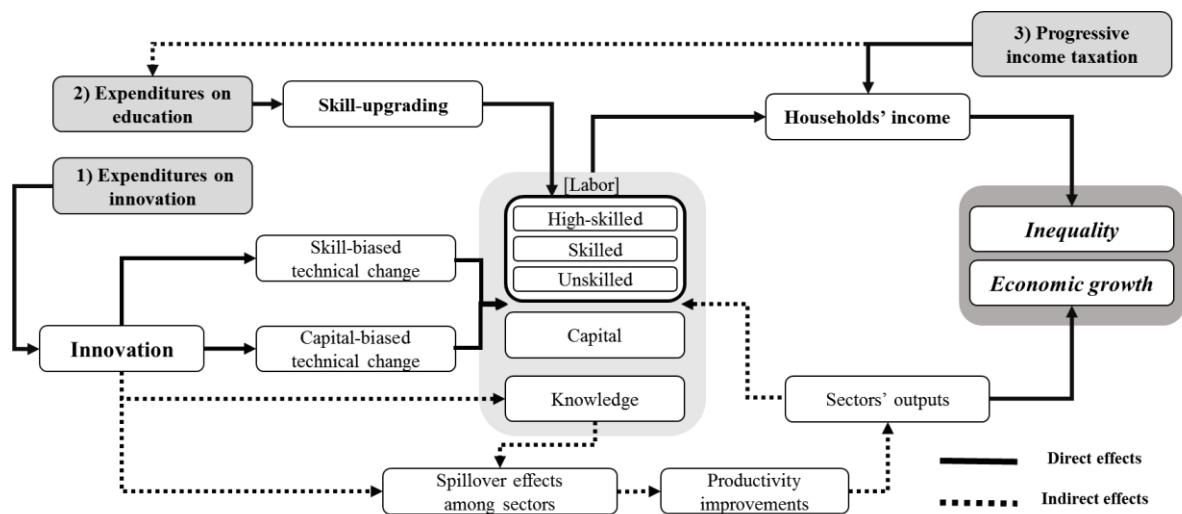 3) Progressive
income taxation
2) Expenditures on
education
Skill-upgrading
Households' income
1) Expenditures on
innovation
[Labor]
High-skilled
Skilled
Unskilled
Inequality
Economic growth
Skill-biased
technical change
Innovation
Capital-biased
technical change
Capital
Knowledge
Sectors' outputs
Spillover effects
among sectors
Productivity
improvements
Direct effects
Indirect effects